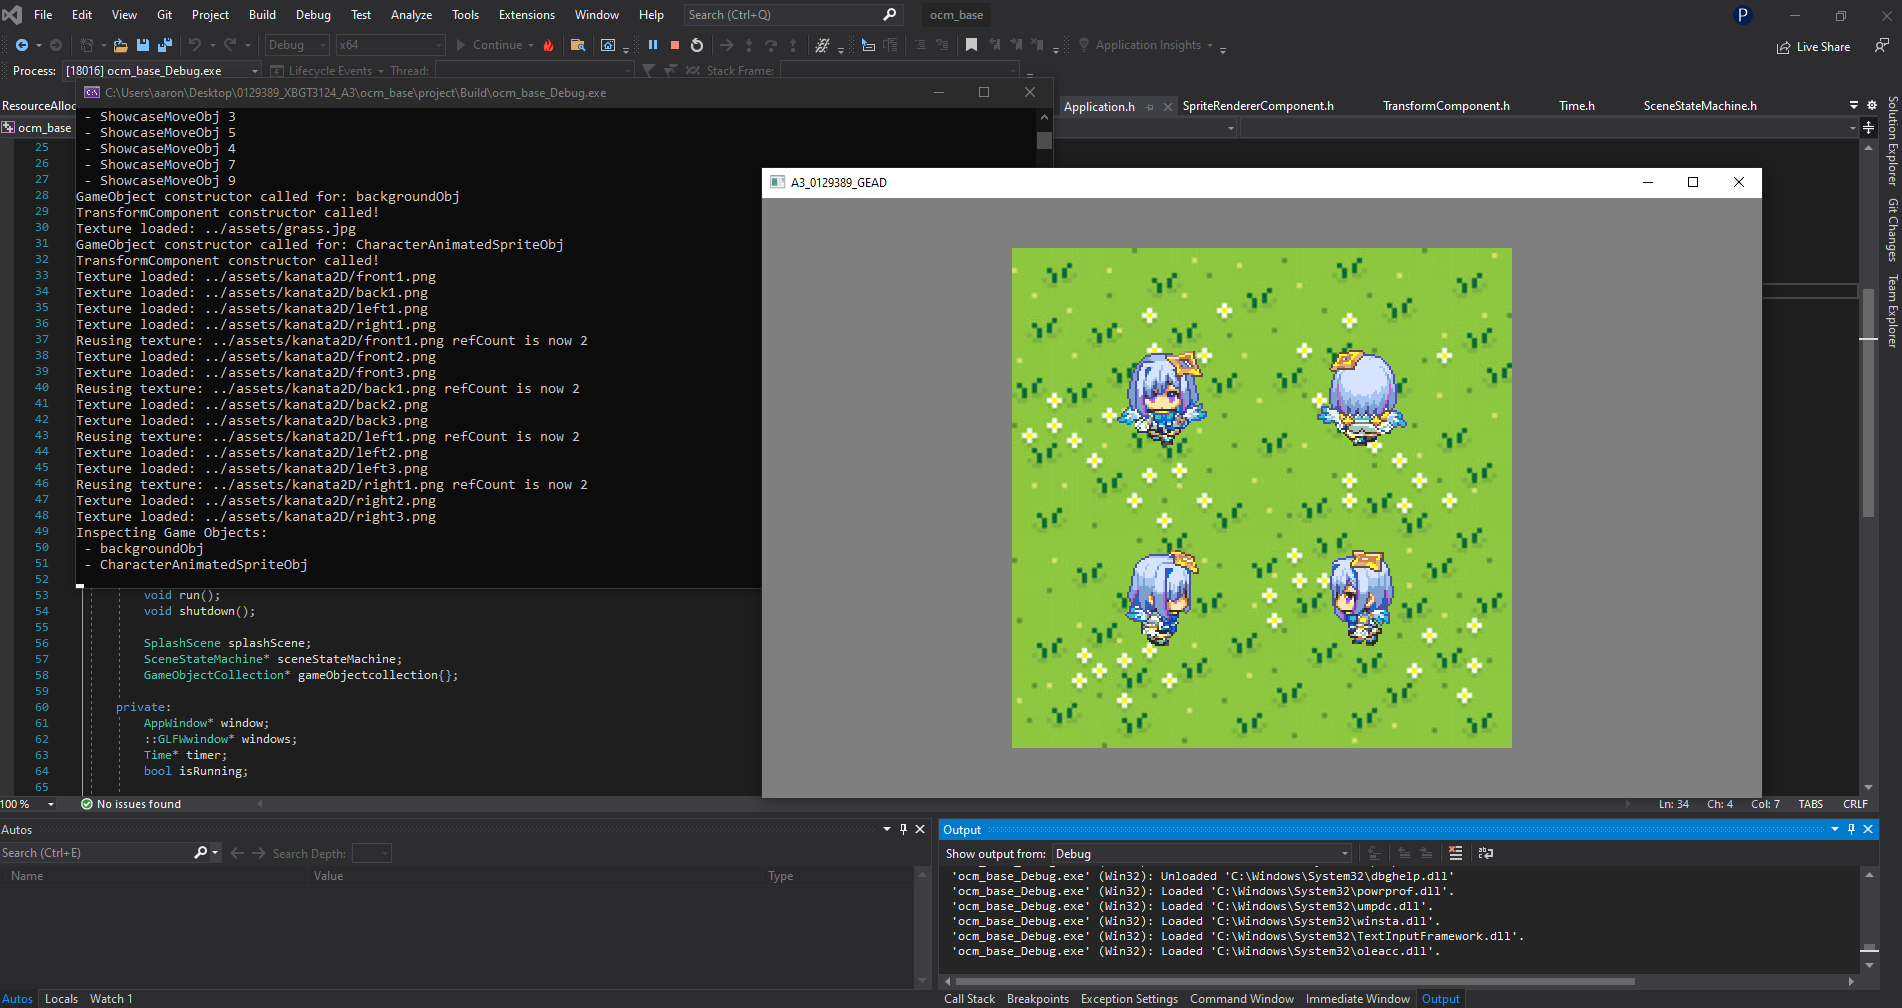 File Edit View Git Project Build Debug Test Analyze Tools Extensions Window Help Search (Ctrl+Q) ocm_base P
Debug x64 Continue Application Insights Live Share
Process: [18016] ocm_base_Debug.exe Lifecycle Events Thread: Stack Frame:
C:\Users\aaron\Desktop\0129389_XBGT3124_A3\ocm_base\project\Build\ocm_base_Debug.exe
ResourceAlloc Application.h SpriteRendererComponent.h TransformComponent.h Time.h SceneStateMachine.h
ocm_base
- ShowcaseMoveObj 3
- ShowcaseMoveObj 5
- ShowcaseMoveObj 4
- ShowcaseMoveObj 7
- ShowcaseMoveObj 9
GameObject constructor called for: backgroundObj
TransformComponent constructor called!
Texture loaded: ../assets/grass.jpg
GameObject constructor called for: CharacterAnimatedSpriteObj
TransformComponent constructor called!
Texture loaded: ../assets/kanata2D/front1.png
Texture loaded: ../assets/kanata2D/back1.png
Texture loaded: ../assets/kanata2D/left1.png
Texture loaded: ../assets/kanata2D/right1.png
Reusing texture: ../assets/kanata2D/front1.png refCount is now 2
Texture loaded: ../assets/kanata2D/front2.png
Texture loaded: ../assets/kanata2D/front3.png
Reusing texture: ../assets/kanata2D/back1.png refCount is now 2
Texture loaded: ../assets/kanata2D/back2.png
Texture loaded: ../assets/kanata2D/back3.png
Reusing texture: ../assets/kanata2D/left1.png refCount is now 2
Texture loaded: ../assets/kanata2D/left2.png
Texture loaded: ../assets/kanata2D/left3.png
Reusing texture: ../assets/kanata2D/right1.png refCount is now 2
Texture loaded: ../assets/kanata2D/right2.png
Texture loaded: ../assets/kanata2D/right3.png
Inspecting Game Objects:
- backgroundObj
- CharacterAnimatedSpriteObj
25
26
27
28
29
30
31
32
33
34
35
36
37
38
39
40
41
42
43
44
45
46
47
48
49
50
51
52
53 void run();
54 void shutdown();
55
56 SplashScene splashScene;
57 SceneStateMachine* sceneStateMachine;
58 GameObjectCollection* gameObjectcollection{};
59
60 private:
61 AppWindow* window;
62 ::GLFWwindow* windows;
63 Time* timer;
64 bool isRunning;
65
A3_0129389_GEAD
Solution Explorer
Git Changes
Team Explorer
100 % No issues found Ln: 34 Ch: 4 Col: 7 TABS CRLF
Autos
Search (Ctrl+E) Search Depth:
Name Value Type
Autos Locals Watch 1
Output
Show output from: Debug
'ocm_base_Debug.exe' (Win32): Unloaded 'C:\Windows\System32\dbghelp.dll'
'ocm_base_Debug.exe' (Win32): Loaded 'C:\Windows\System32\powrprof.dll'.
'ocm_base_Debug.exe' (Win32): Loaded 'C:\Windows\System32\umpdc.dll'.
'ocm_base_Debug.exe' (Win32): Loaded 'C:\Windows\System32\winsta.dll'.
'ocm_base_Debug.exe' (Win32): Loaded 'C:\Windows\System32\TextInputFramework.dll'.
'ocm_base_Debug.exe' (Win32): Loaded 'C:\Windows\System32\oleacc.dll'.
Call Stack Breakpoints Exception Settings Command Window Immediate Window Output